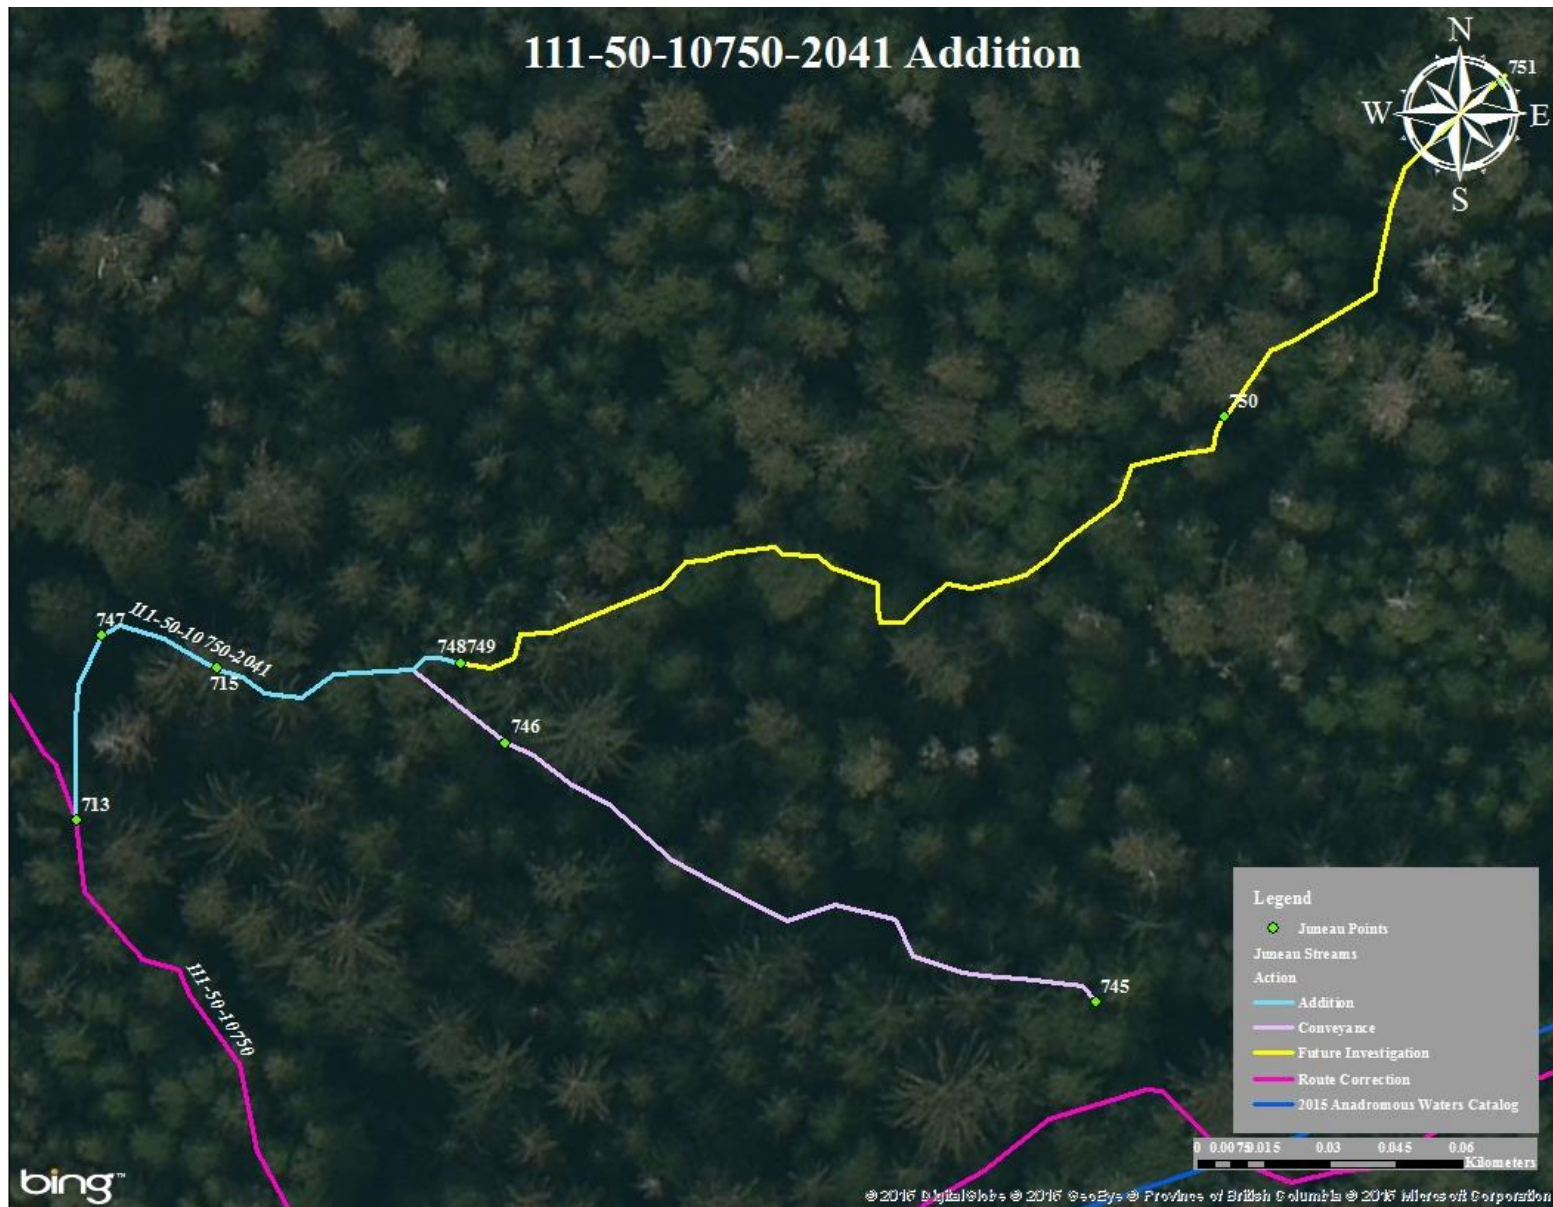 111-50-10750-2041 Addition
N
W
E
S
751
750
747
111-50-10750-2041
715
748749
746
713
111-50-10750
745
Legend
Juneau Points
Juneau Streams
Action
Addition
Conveyance
Future Investigation
Route Correction
2015 Anadromous Waters Catalog
0 0.0075 0.015 0.03 0.045 0.06
Kilometers
bing™
© 2016 DigitalGlobe © 2016 GeoEye © Province of British Columbia © 2016 Microsoft Corporation